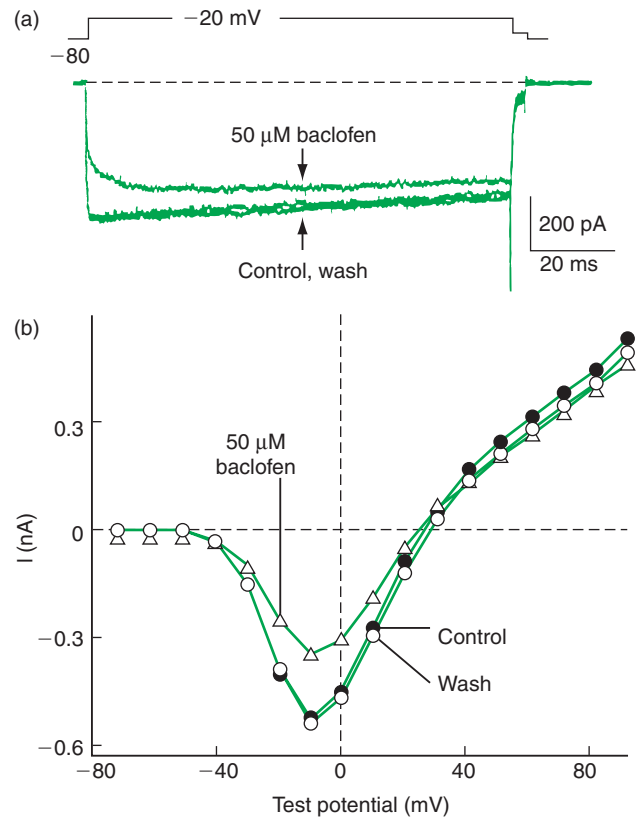 (a)
−20 mV
−80
50 μM baclofen
200 pA
20 ms
Control, wash
(b)
50 μM
baclofen
0.3
0
−0.3
−0.6
I (nA)
Control
Wash
−80
−40
0
40
80
Test potential (mV)